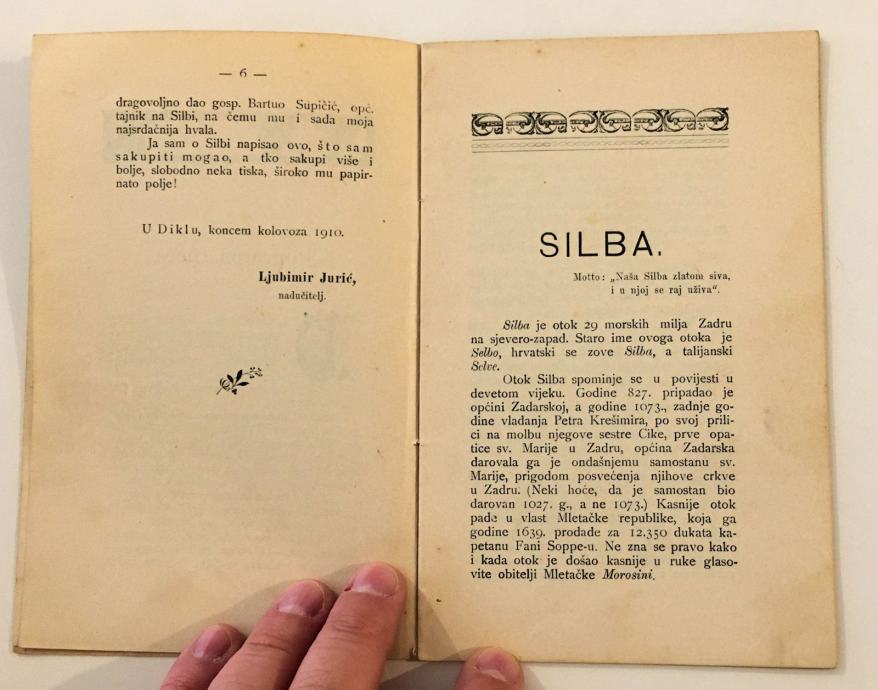 — 6 —
dragovoljno dao gosp. Bartuo Supičić, opć.
tajnik na Silbi, na čemu mu i sada moja
najsrdačnija hvala.
Ja sam o Silbi napisao ovo, što sam
sakupiti mogao, a tko sakupi više i
bolje, slobodno neka tiska, široko mu papir-
nato polje!
U Diklu, koncem kolovoza 1910.
Ljubimir Jurić,
nadučitelj.
SILBA.
Motto: „Naša Silba zlatom siva,
i u njoj se raj uživa“.
Silba je otok 29 morskih milja Zadru
na sjevero-zapad. Staro ime ovoga otoka je
Selbo, hrvatski se zove Silba, a talijanski
Selve.
Otok Silba spominje se u povijesti u
devetom vijeku. Godine 827. pripadao je
općini Zadarskoj, a godine 1073., zadnje go-
dine vladanja Petra Krešimira, po svoj prili-
ci na molbu njegove sestre Cike, prve opa-
tice sv. Marije u Zadru, općina Zadarska
darovala ga je ondašnjemu samostanu sv.
Marije, prigodom posvećenja njihove crkve
u Zadru. (Neki hoće, da je samostan bio
darovan 1027. g., a ne 1073.) Kasnije otok
pade u vlast Mletačke republike, koja ga
godine 1639. prodade za 12.350 dukata ka-
petanu Fani Soppe-u. Ne zna se pravo kako
i kada otok je došao kasnije u ruke glaso-
vite obitelji Mletačke Morosini.